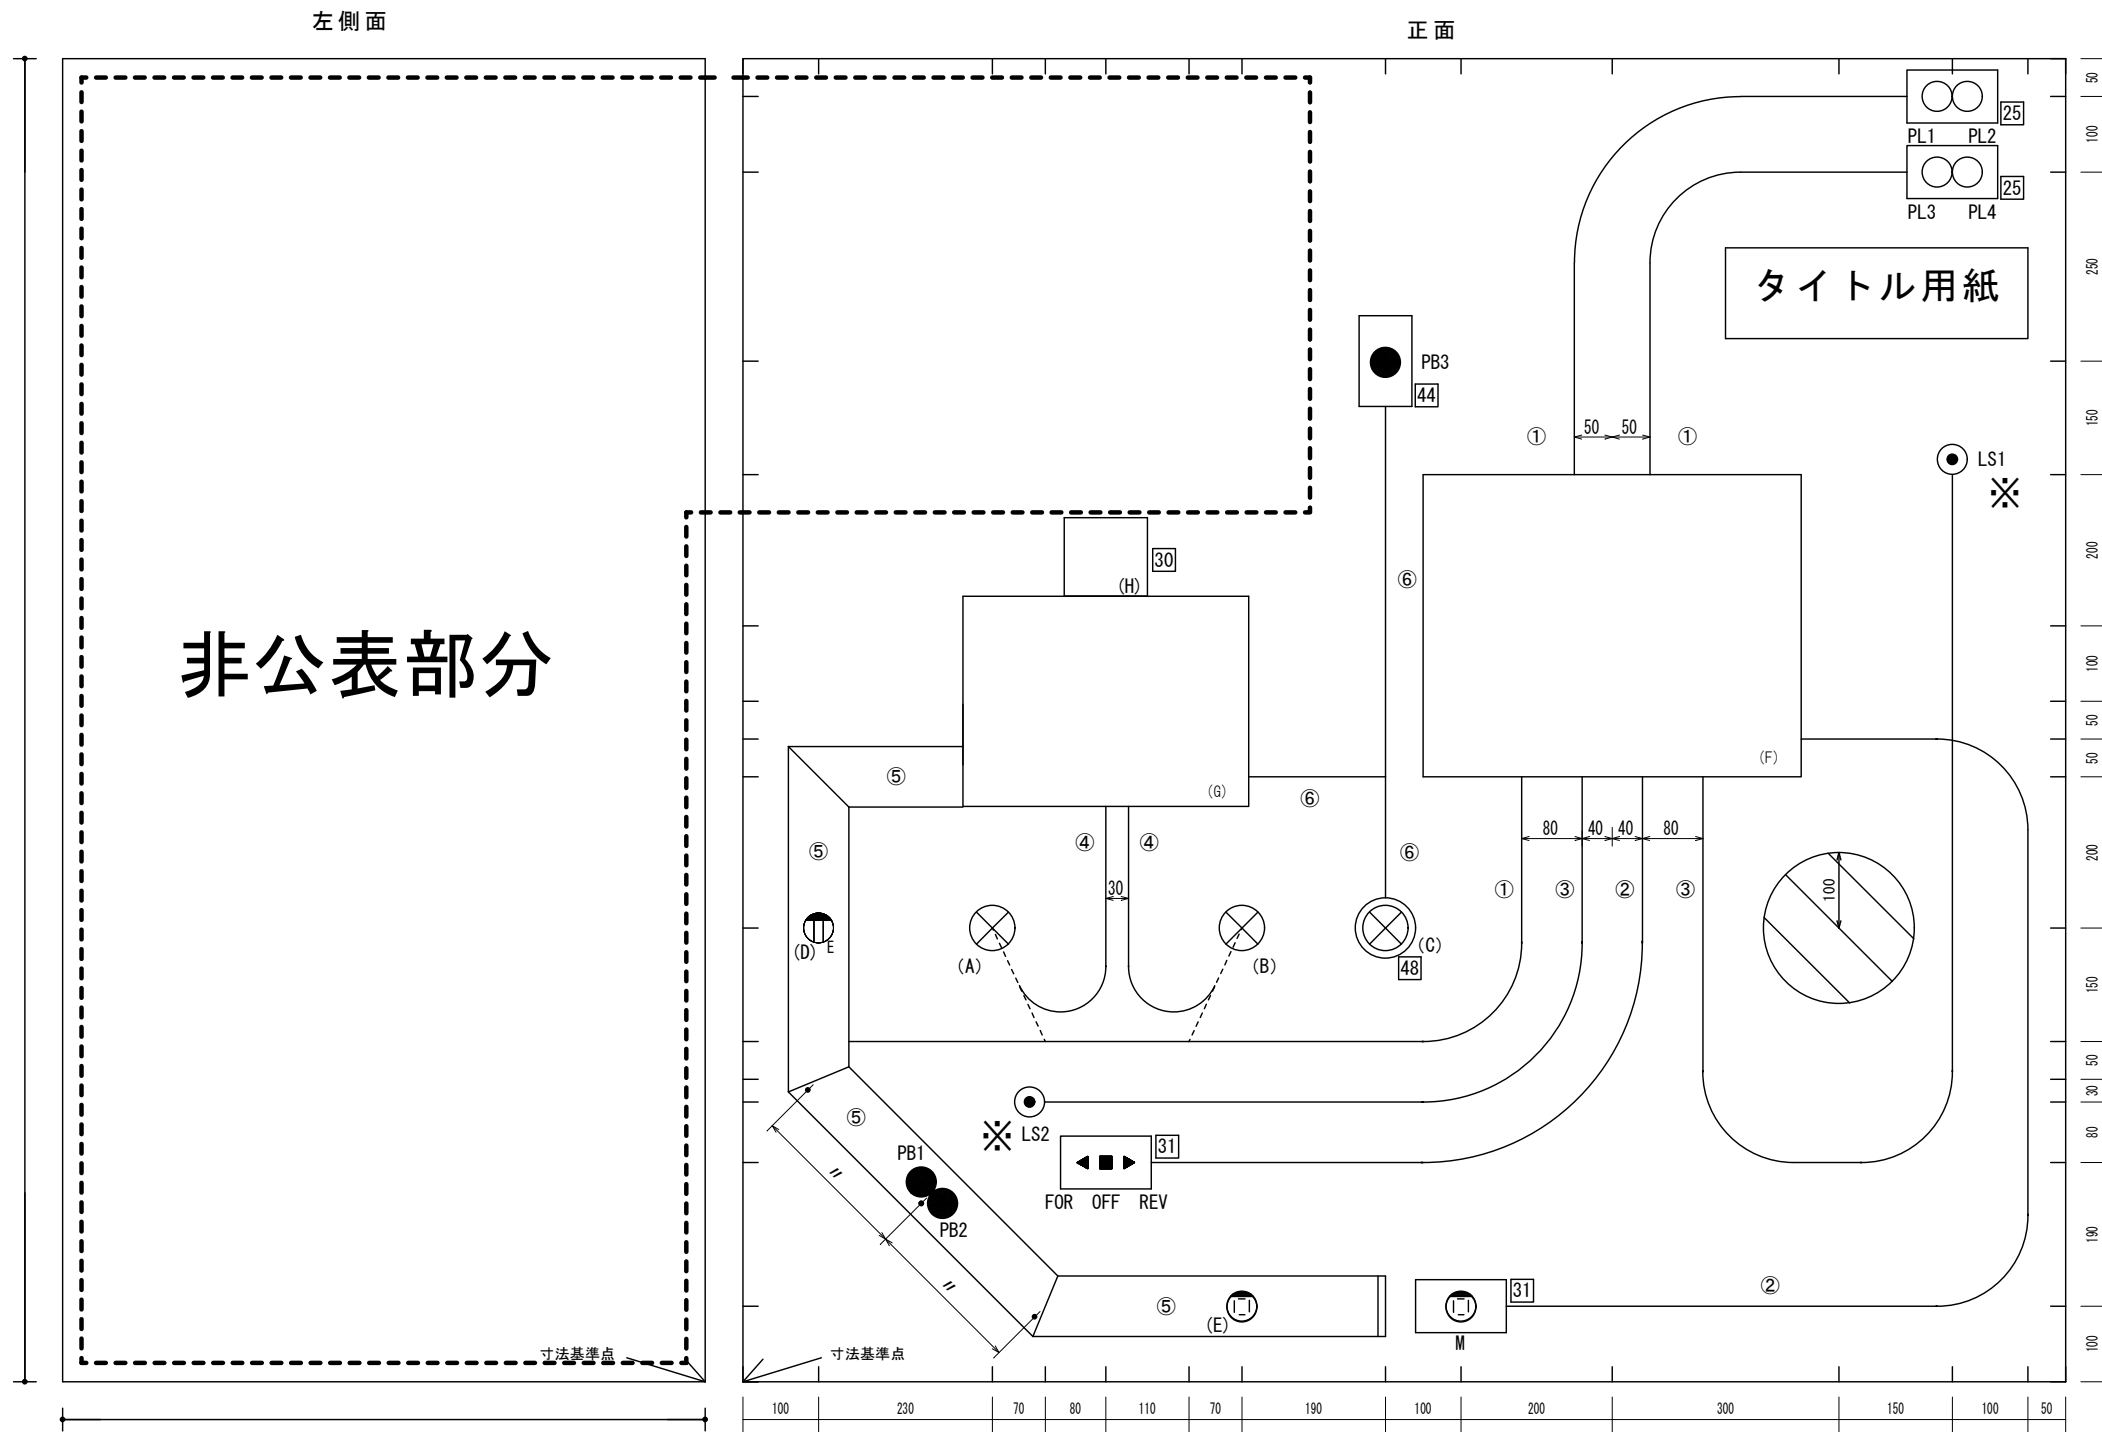 左側面
正面
50
100
250
150
200
100
50
50
200
150
50
30
80
190
100
25
PL1 PL2
25
PL3 PL4
タイトル用紙
PB3
44
① 50 50 ①
LS1
※
30
(H)
⑥
非公表部分
(F)
⑤
(G)
⑥
④ ④
⑤
⑥
80 40 40 80
30
① ③ ② ③
100
(D) E
(A)
(B)
(C)
48
⑤
※ LS2
31
PB1
〃
FOR OFF REV
PB2
〃
②
31
⑤
(E)
M
寸法基準点
寸法基準点
100 230 70 80 110 70 190 100 200 300 150 100 50